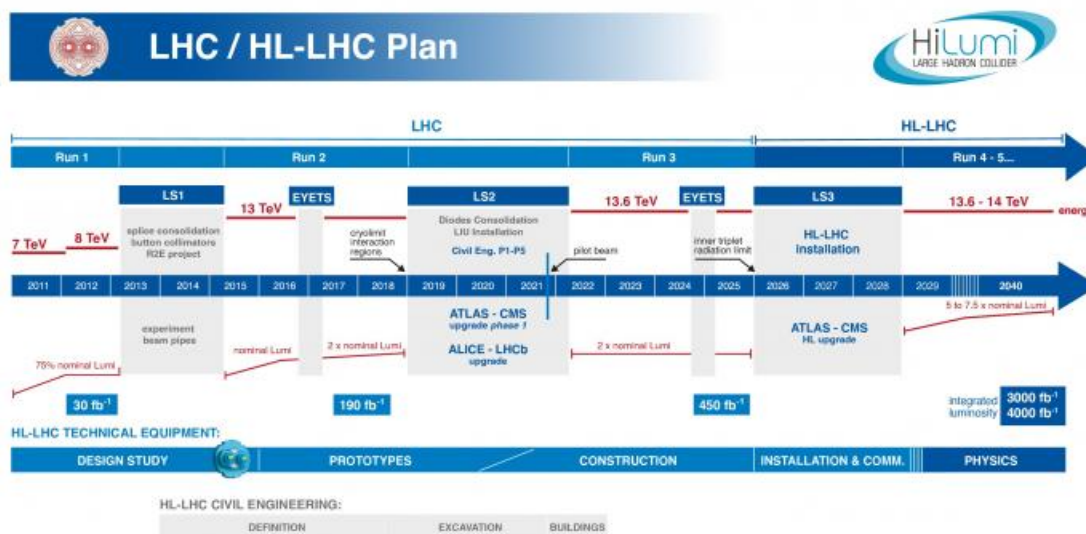 LHC / HL-LHC Plan
HiLumi
LARGE HADRON COLLIDER
LHC
HL-LHC
Run 1
Run 2
Run 3
Run 4 - 5...
LS1
EYETS
LS2
EYETS
LS3
13 TeV
13.6 TeV
13.6 - 14 TeV
energ
7 TeV
8 TeV
splice consolidation
button collimators
R2E project
cryolimit
interaction
regions
Diodes Consolidation
LIU Installation
Civil Eng. P1-P5
pilot beam
inner triplet
radiation limit
HL-LHC
installation
2011 2012 2013 2014 2015 2016 2017 2018 2019 2020 2021 2022 2023 2024 2025 2026 2027 2028 2029 2040
5 to 7.5 x nominal Lumi
experiment
beam pipes
ATLAS - CMS
upgrade phase 1
ALICE - LHCb
upgrade
ATLAS - CMS
HL upgrade
75% nominal Lumi
nominal Lumi
2 x nominal Lumi
2 x nominal Lumi
30 fb⁻¹
190 fb⁻¹
450 fb⁻¹
integrated
luminosity
3000 fb⁻¹
4000 fb⁻¹
HL-LHC TECHNICAL EQUIPMENT:
DESIGN STUDY
PROTOTYPES
CONSTRUCTION
INSTALLATION & COMM.
PHYSICS
HL-LHC CIVIL ENGINEERING:
DEFINITION
EXCAVATION
BUILDINGS